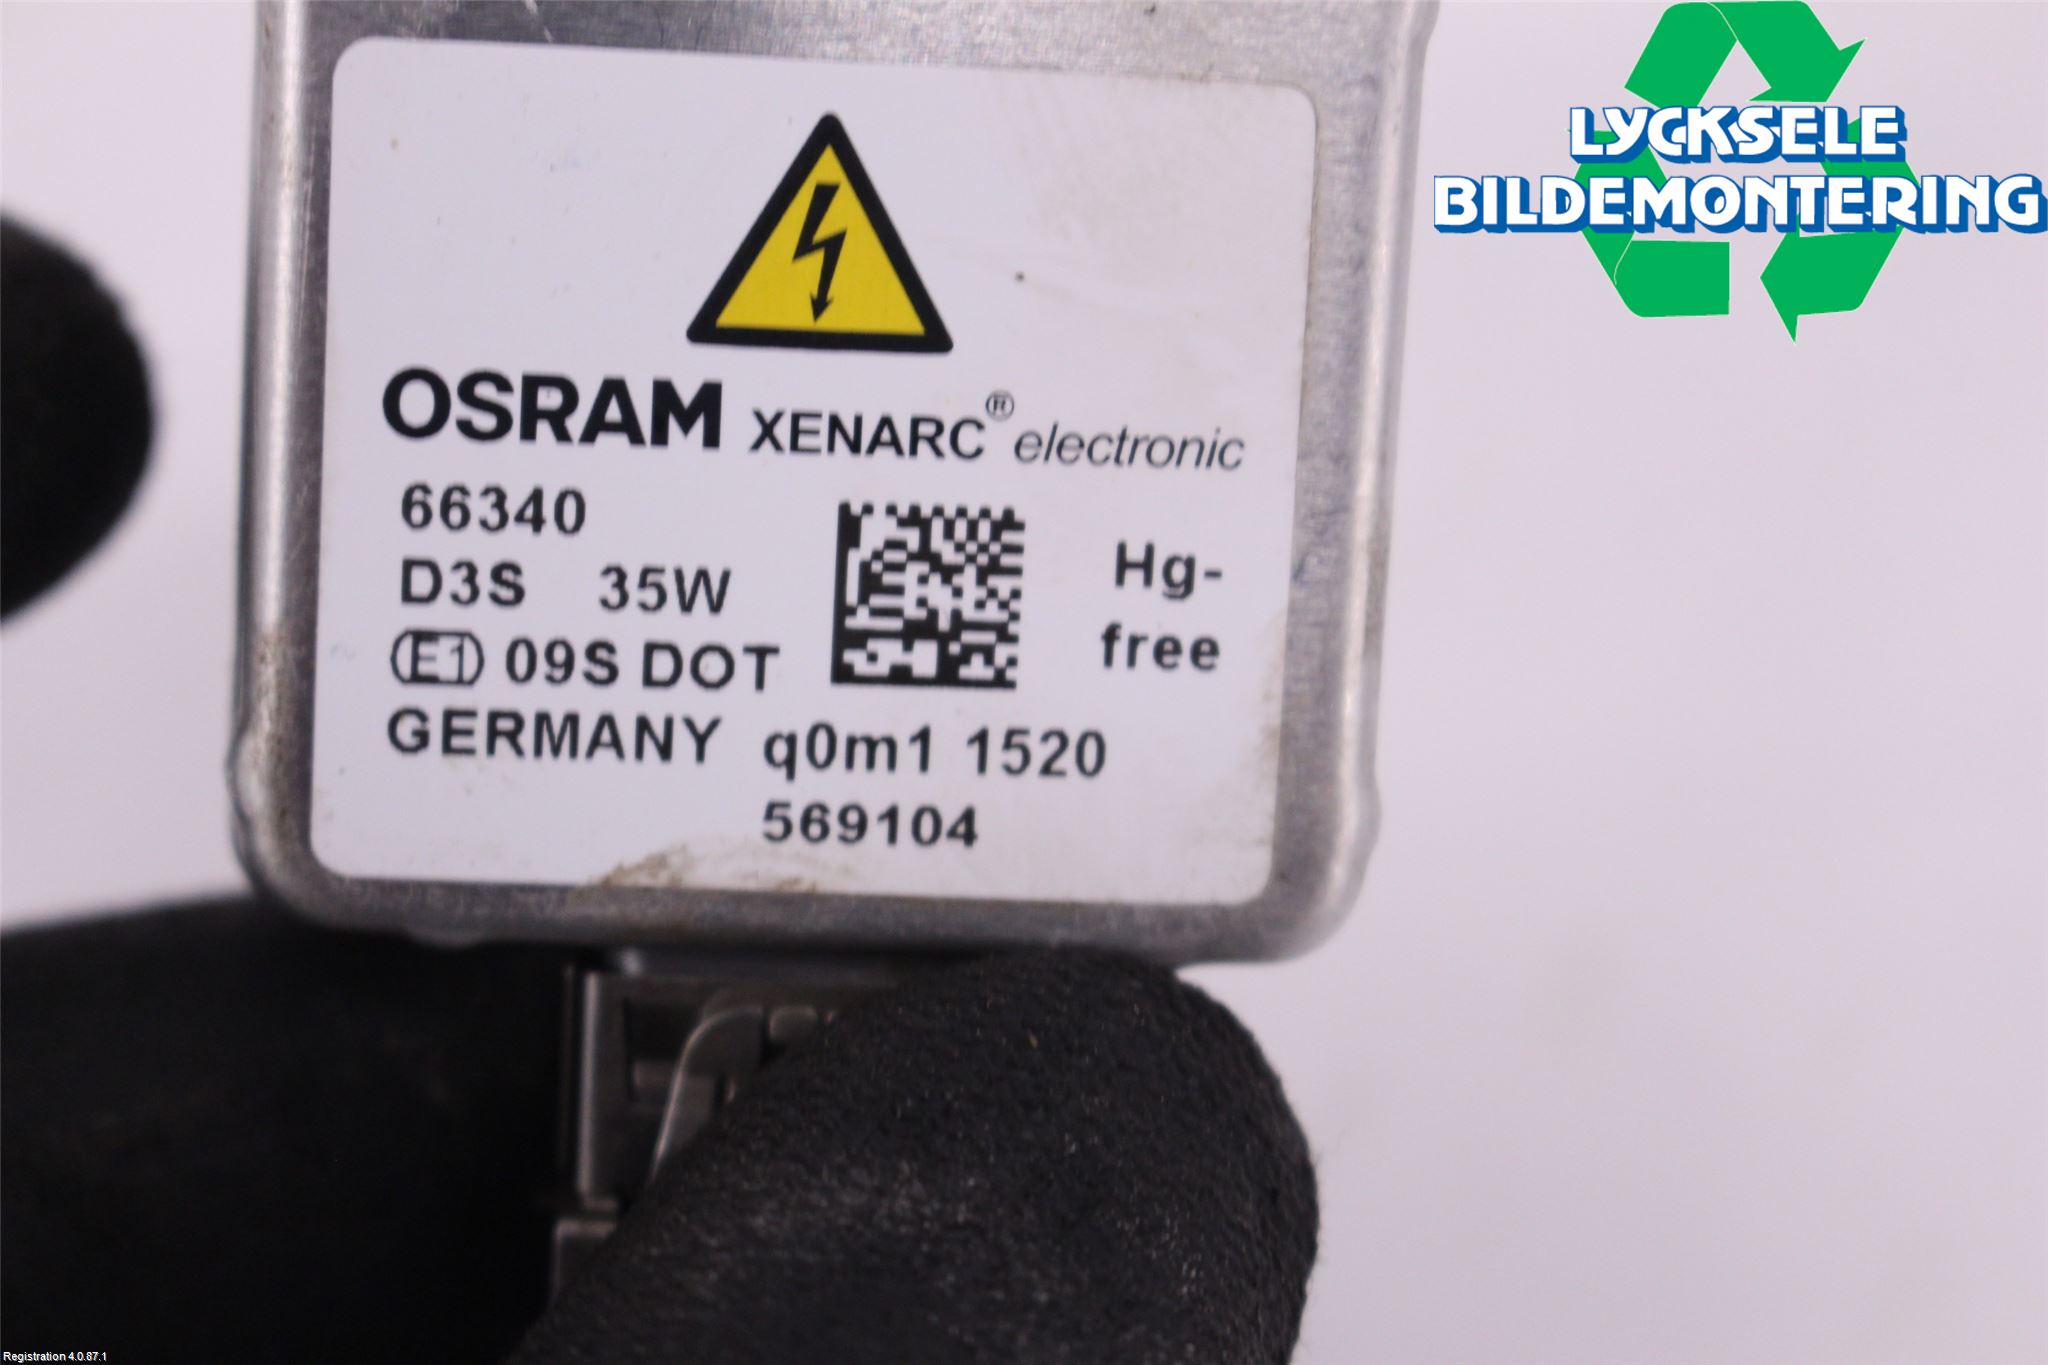 LYCKSELE
BILDEMONTERING
OSRAM XENARC® electronic
66340
D3S 35W
Hg-
free
E1 09S DOT
GERMANY q0m1 1520
569104
Registration 4.0.87.1